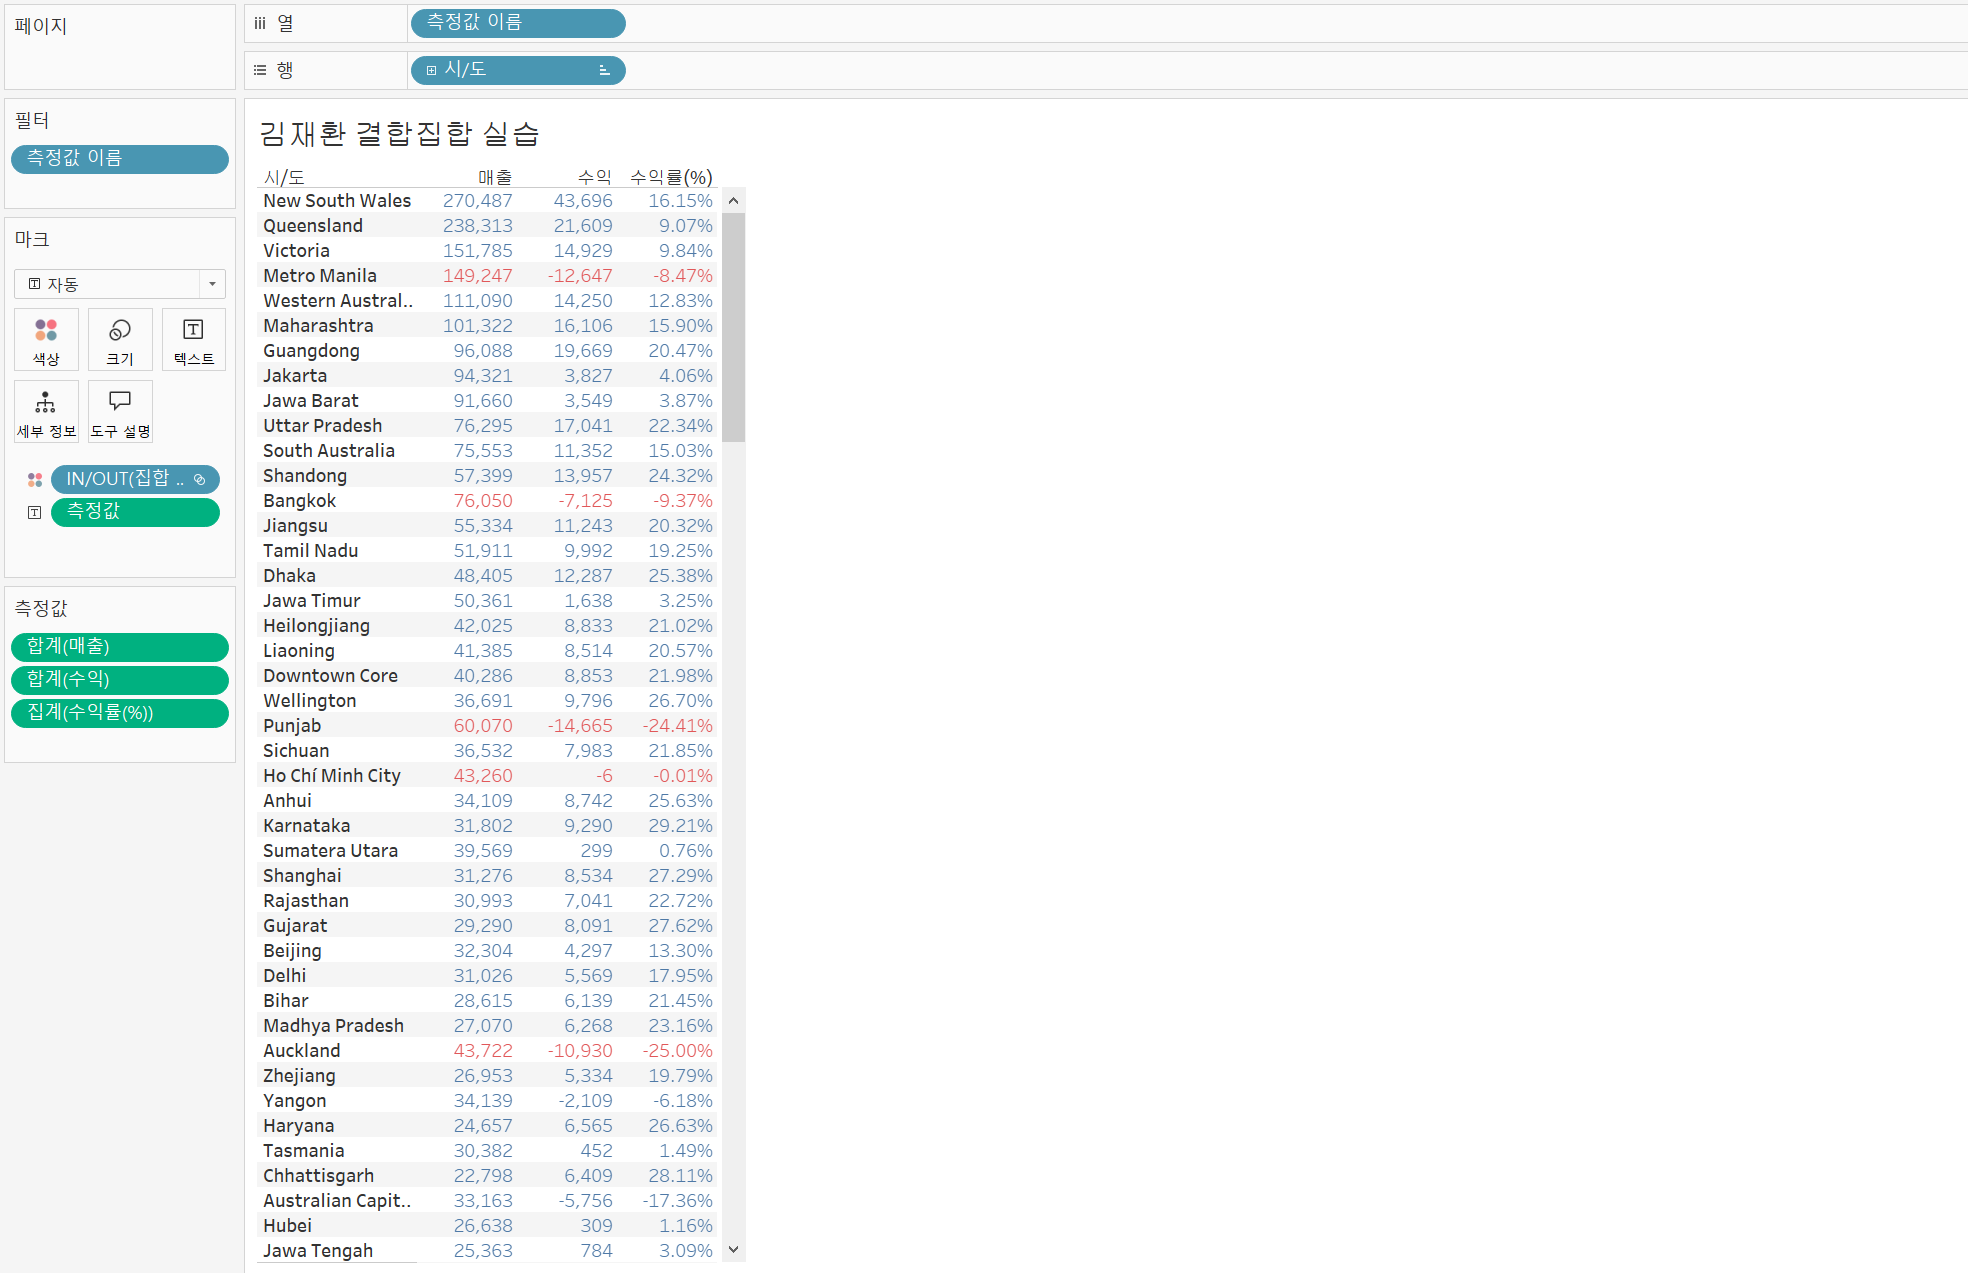 페이지
열
측정값 이름
행
시/도
필터
측정값 이름
마크
자동
색상
크기
텍스트
세부 정보
도구 설명
IN/OUT(집합 ..
측정값
측정값
합계(매출)
합계(수익)
집계(수익률(%))
김재환 결합집합 실습
시/도 매출 수익 수익률(%)
New South Wales 270,487 43,696 16.15%
Queensland 238,313 21,609 9.07%
Victoria 151,785 14,929 9.84%
Metro Manila 149,247 -12,647 -8.47%
Western Austral.. 111,090 14,250 12.83%
Maharashtra 101,322 16,106 15.90%
Guangdong 96,088 19,669 20.47%
Jakarta 94,321 3,827 4.06%
Jawa Barat 91,660 3,549 3.87%
Uttar Pradesh 76,295 17,041 22.34%
South Australia 75,553 11,352 15.03%
Shandong 57,399 13,957 24.32%
Bangkok 76,050 -7,125 -9.37%
Jiangsu 55,334 11,243 20.32%
Tamil Nadu 51,911 9,992 19.25%
Dhaka 48,405 12,287 25.38%
Jawa Timur 50,361 1,638 3.25%
Heilongjiang 42,025 8,833 21.02%
Liaoning 41,385 8,514 20.57%
Downtown Core 40,286 8,853 21.98%
Wellington 36,691 9,796 26.70%
Punjab 60,070 -14,665 -24.41%
Sichuan 36,532 7,983 21.85%
Ho Chí Minh City 43,260 -6 -0.01%
Anhui 34,109 8,742 25.63%
Karnataka 31,802 9,290 29.21%
Sumatera Utara 39,569 299 0.76%
Shanghai 31,276 8,534 27.29%
Rajasthan 30,993 7,041 22.72%
Gujarat 29,290 8,091 27.62%
Beijing 32,304 4,297 13.30%
Delhi 31,026 5,569 17.95%
Bihar 28,615 6,139 21.45%
Madhya Pradesh 27,070 6,268 23.16%
Auckland 43,722 -10,930 -25.00%
Zhejiang 26,953 5,334 19.79%
Yangon 34,139 -2,109 -6.18%
Haryana 24,657 6,565 26.63%
Tasmania 30,382 452 1.49%
Chhattisgarh 22,798 6,409 28.11%
Australian Capit.. 33,163 -5,756 -17.36%
Hubei 26,638 309 1.16%
Jawa Tengah 25,363 784 3.09%